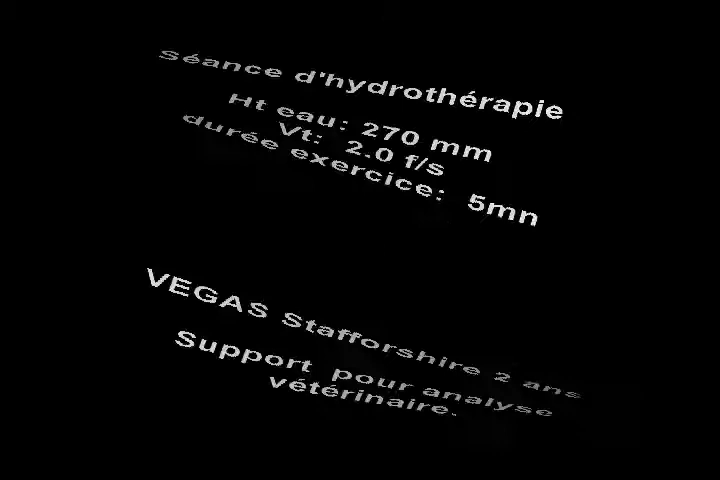 Séance d'hydrothérapie
Ht eau: 270 mm
Vt: 2.0 f/s
durée exercice: 5mn
VEGAS Stafforshire 2 ans
Support pour analyse
vétérinaire.